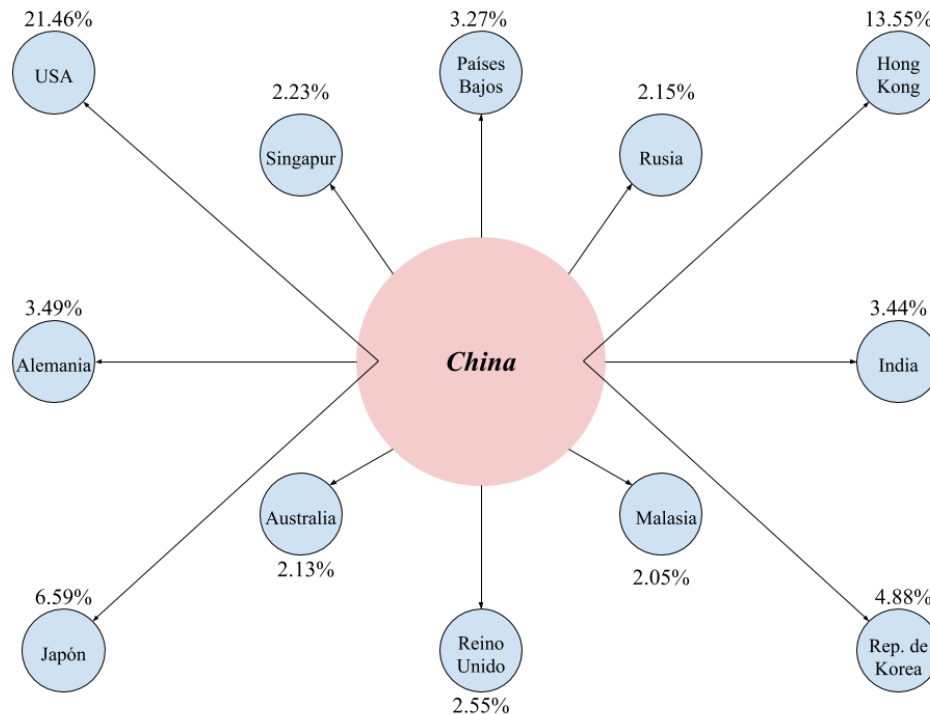 21.46%
USA
3.27%
Países
Bajos
13.55%
Hong
Kong
2.23%
Singapur
2.15%
Rusia
3.49%
Alemania
China
3.44%
India
Australia
2.13%
Malasia
2.05%
6.59%
Japón
Reino
Unido
2.55%
4.88%
Rep. de
Korea